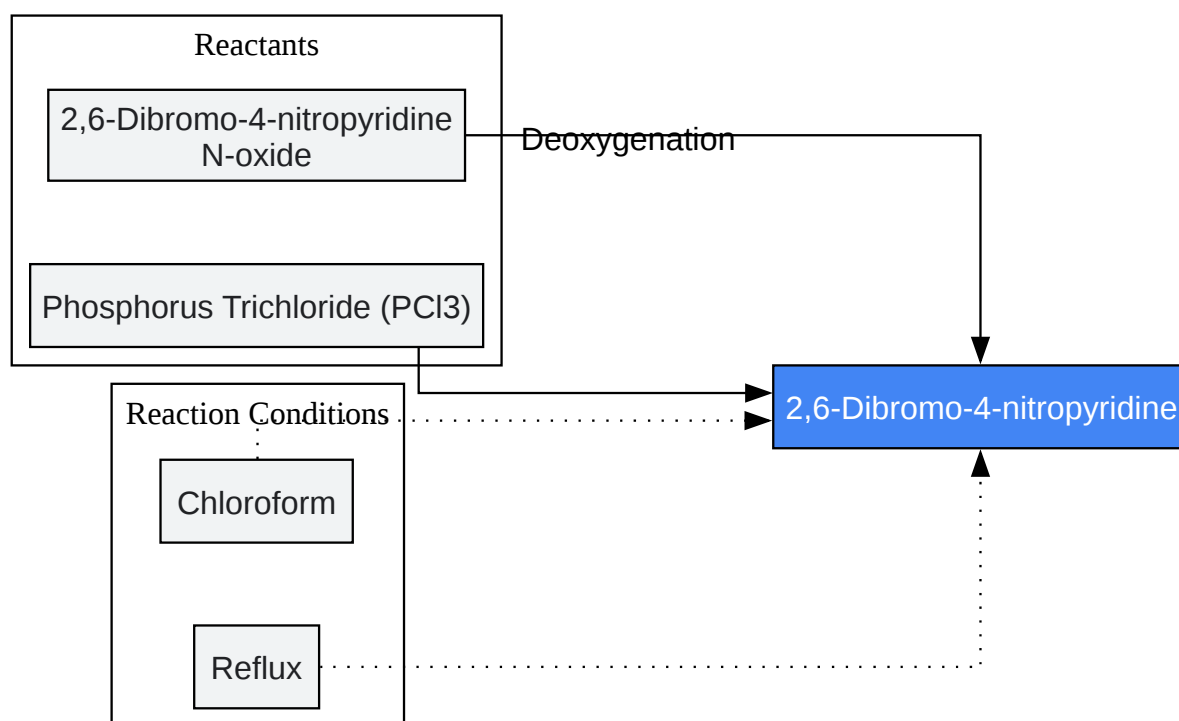 Reactants
2,6-Dibromo-4-nitropyridine
N-oxide
Deoxygenation
Phosphorus Trichloride (PCl3)
2,6-Dibromo-4-nitropyridine
Reaction Conditions
Chloroform
Reflux